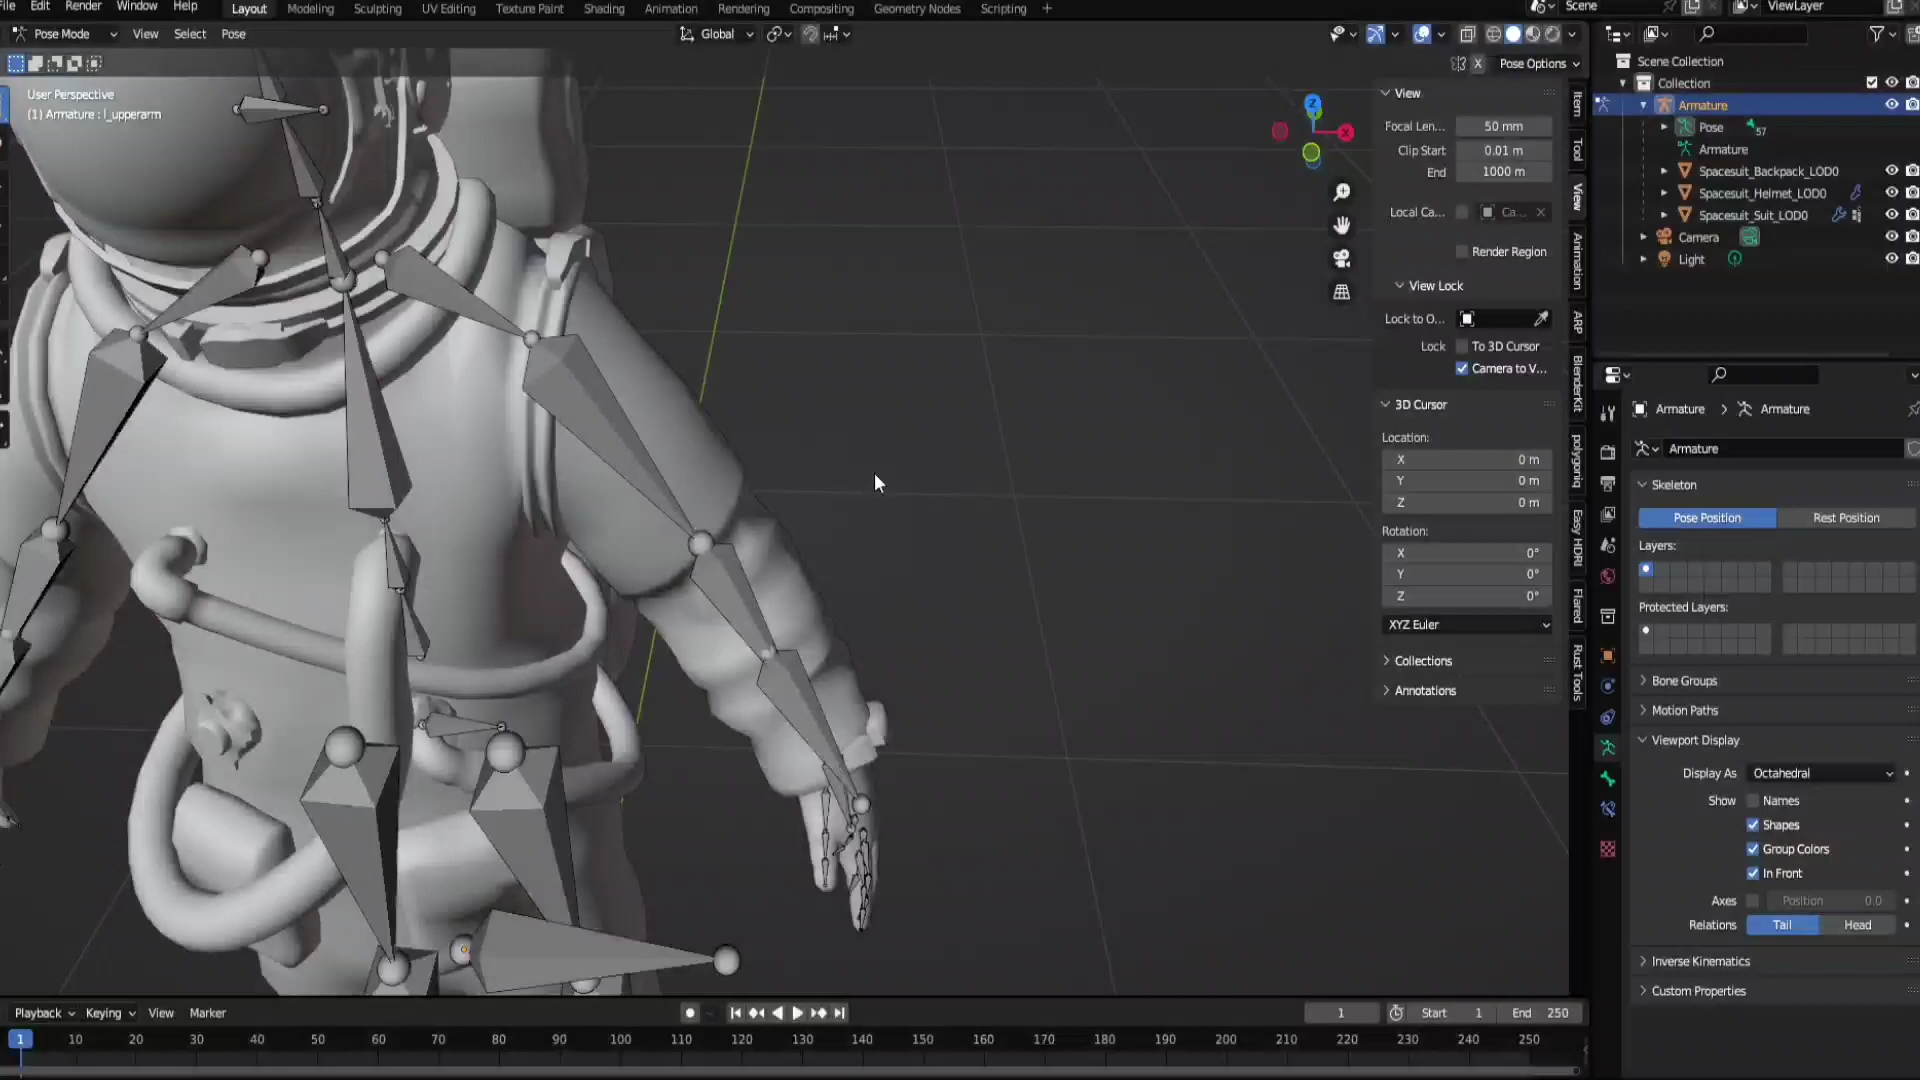 File Edit Render Window Help Layout Modeling Sculpting UV Editing Texture Paint Shading Animation Rendering Compositing Geometry Nodes Scripting + Scene ViewLayer
Pose Mode View Select Pose Global
X Pose Options
User Perspective
(1) Armature : l_upperarm
View
Focal Len... 50 mm
Clip Start 0.01 m
End 1000 m
Local Ca... Ca...
Render Region
View Lock
Lock to O...
Lock To 3D Cursor
Camera to V...
3D Cursor
Location:
X 0 m
Y 0 m
Z 0 m
Rotation:
X 0°
Y 0°
Z 0°
XYZ Euler
Collections
Annotations
Item
Tool
View
Animation
ARP
BlenderKit
polygoniq
Easy HDRI
Flared
Rust Tools
Z
X
Scene Collection
Collection
Armature
Pose 57
Armature
Spacesuit_Backpack_LOD0
Spacesuit_Helmet_LOD0
Spacesuit_Suit_LOD0
Camera
Light
Armature > Armature
Armature
Skeleton
Pose Position Rest Position
Layers:
Protected Layers:
Bone Groups
Motion Paths
Viewport Display
Display As Octahedral
Show Names
Shapes
Group Colors
In Front
Axes Position 0.0
Relations Tail Head
Inverse Kinematics
Custom Properties
Playback Keying View Marker 1 Start 1 End 250
1 10 20 30 40 50 60 70 80 90 100 110 120 130 140 150 160 170 180 190 200 210 220 230 240 250